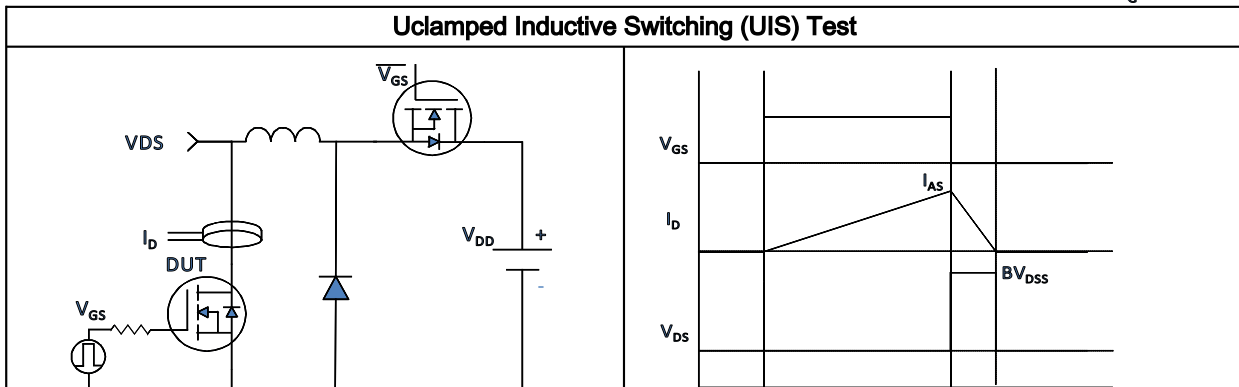 Uclamped Inductive Switching (UIS) Test
VGS
VDS
ID
DUT
VGS
VDD
+
-
VGS
IAS
ID
BVDSS
VDS